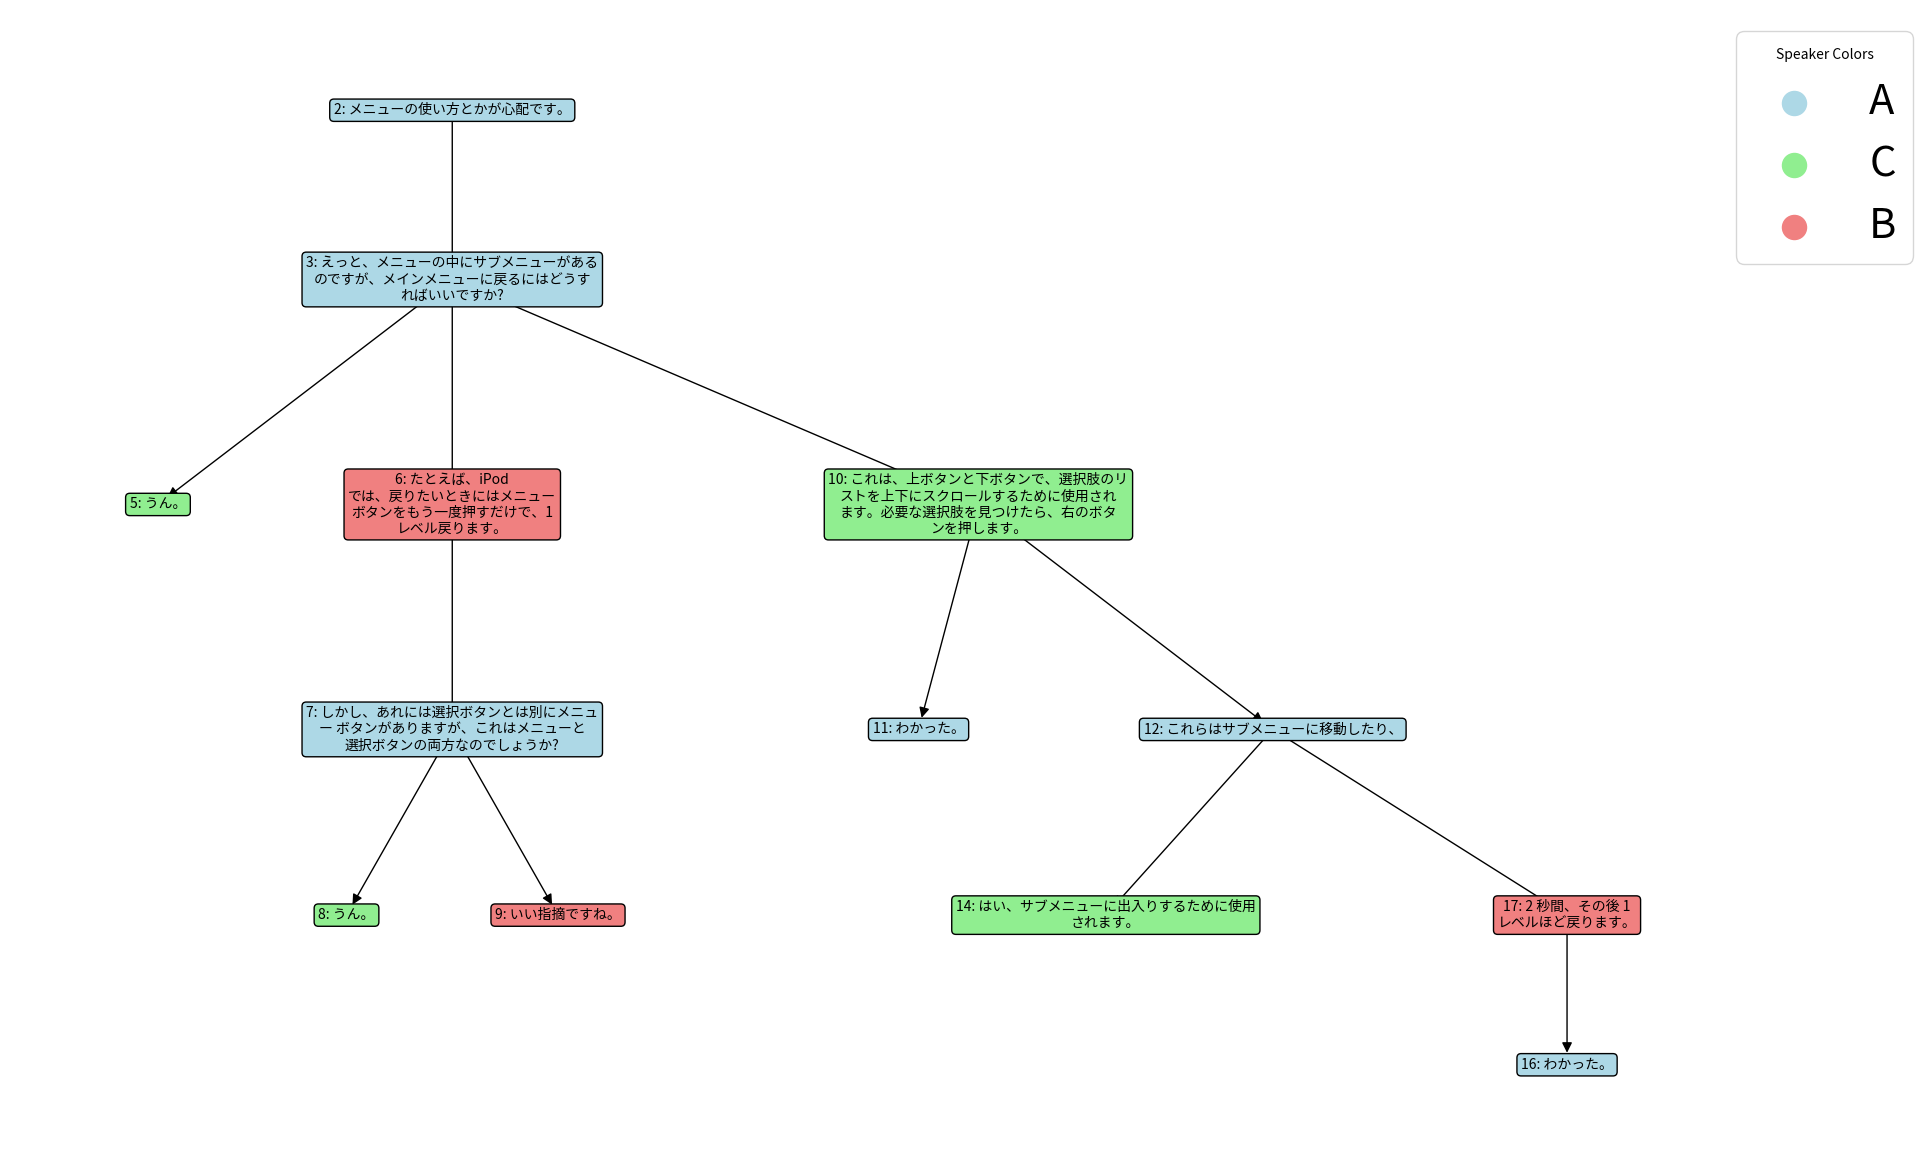 Speaker Colors
A
C
B
2: メニューの使い方とかが心配です。
3: えっと、メニューの中にサブメニューがある
のですが、メインメニューに戻るにはどうす
ればいいですか?
5: うん。
6: たとえば、iPod
では、戻りたいときにはメニュー
ボタンをもう一度押すだけで、1
レベル戻ります。
10: これは、上ボタンと下ボタンで、選択肢のリ
ストを上下にスクロールするために使用され
ます。必要な選択肢を見つけたら、右のボタ
ンを押します。
7: しかし、あれには選択ボタンとは別にメニュ
ー ボタンがありますが、これはメニューと
選択ボタンの両方なのでしょうか?
11: わかった。
12: これらはサブメニューに移動したり、
8: うん。
9: いい指摘ですね。
14: はい、サブメニューに出入りするために使用
されます。
17: 2 秒間、その後 1
レベルほど戻ります。
16: わかった。